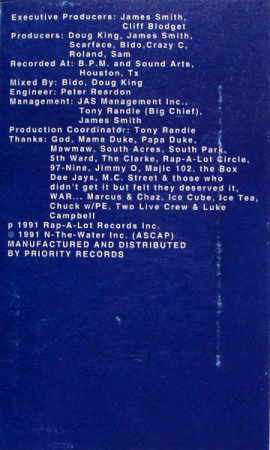 Executive Producers: James Smith,
Cliff Blodget
Producers: Doug King, James Smith,
Scarface, Bido,Crazy C,
Roland, Sam
Recorded At: B.P.M. and Sound Arts,
Houston, Tx
Mixed By: Bido, Doug King
Engineer: Peter Reardon
Management: JAS Management Inc.,
Tony Randle (Big Chief),
James Smith
Production Coordinator: Tony Randle
Thanks: God, Mama Duke, Papa Duke,
Mawmaw, South Acres, South Park,
5th Ward, The Clarke, Rap-A-Lot Circle,
97-Nine, Jimmy O, Majic 102, the Box
Dee Jays, M.C. Street & those who
didn't get it but felt they deserved it,
WAR... Marcus & Chaz, Ice Cube, Ice Tea,
Chuck w/PE, Two Live Crew & Luke
Campbell
p 1991 Rap-A-Lot Records Inc.
© 1991 N-The-Water Inc. (ASCAP)
MANUFACTURED AND DISTRIBUTED
BY PRIORITY RECORDS